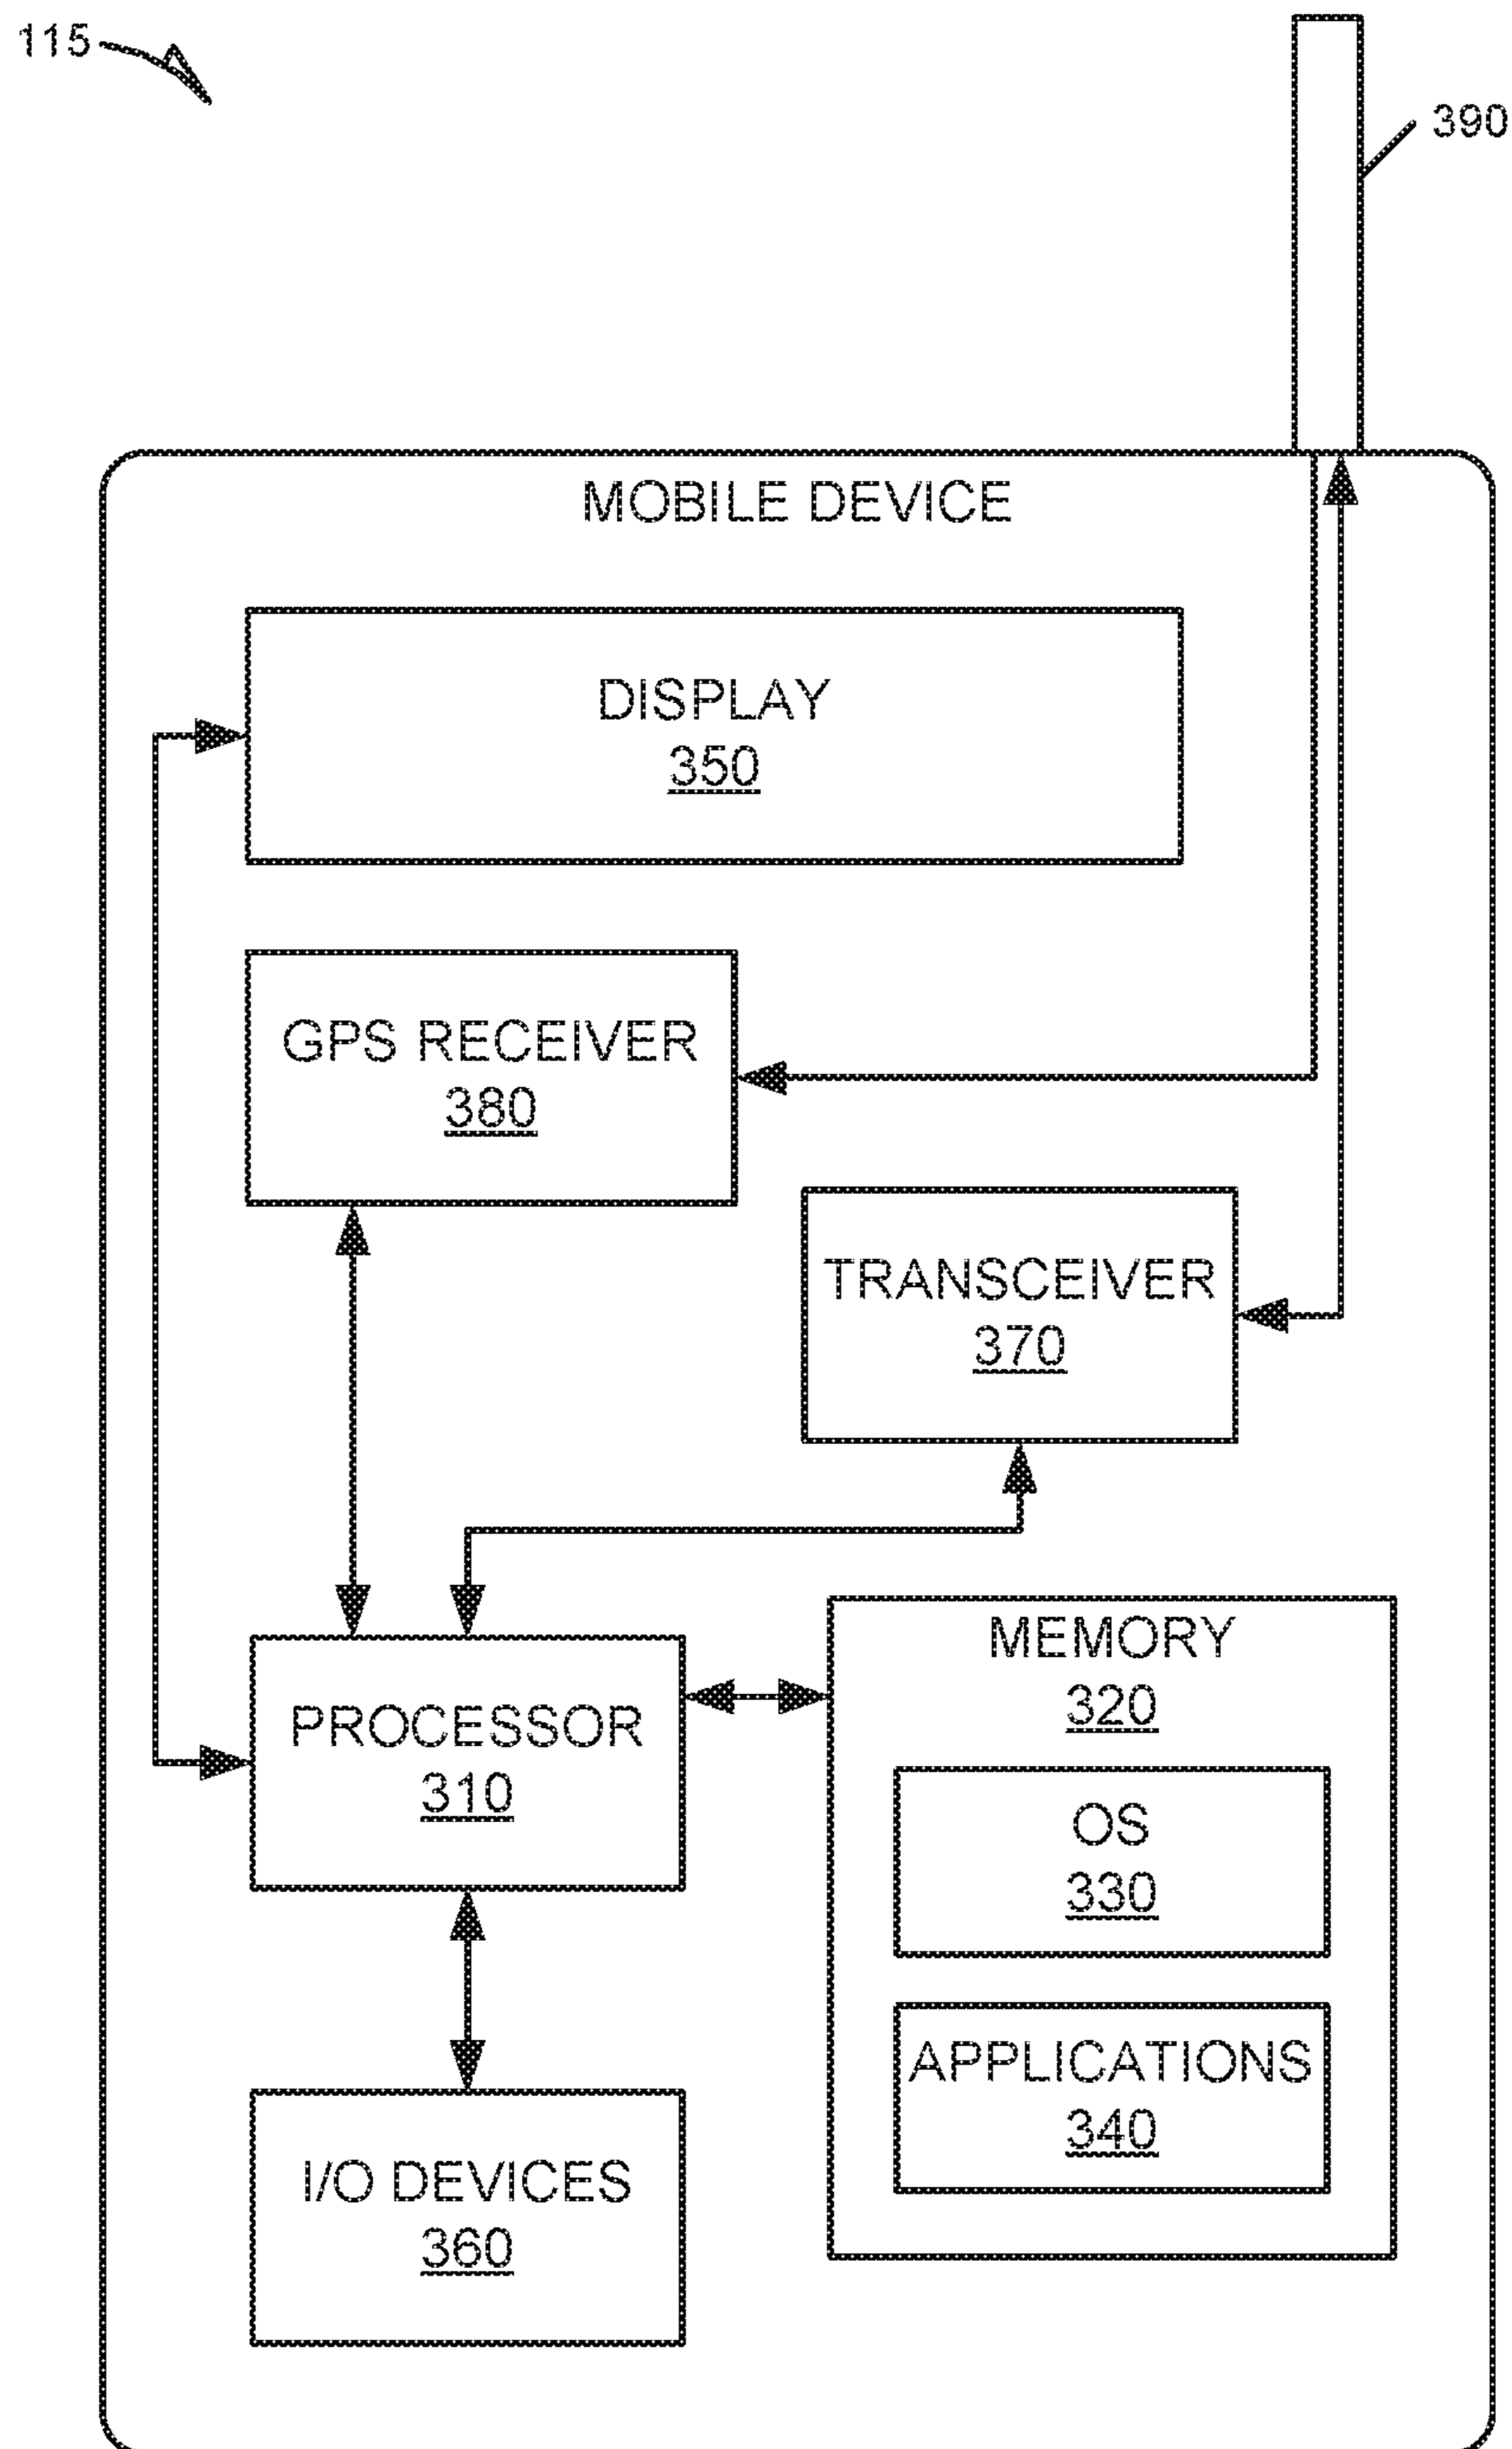 115
390
MOBILE DEVICE
DISPLAY
350
GPS RECEIVER
380
TRANSCEIVER
370
MEMORY
320
PROCESSOR
310
OS
330
APPLICATIONS
340
I/O DEVICES
360